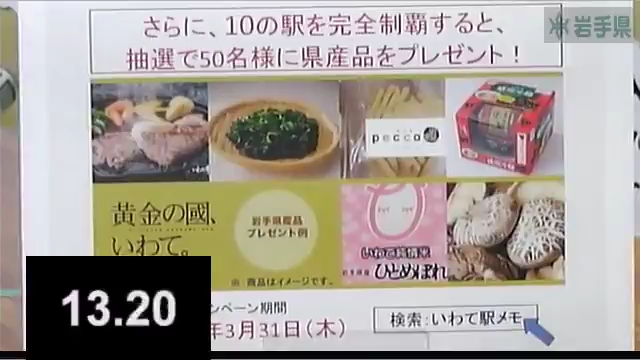 岩手県
さらに、10の駅を完全制覇すると、
抽選で50名様に県産品をプレゼント！
pecca
黄金の國、
いわて。
岩手県産品
プレゼント例
※：商品はイメージです。
いわて純情米
岩手県産 ひとめぼれ
ンペーン期間
年3月31日（木）
検索：いわて駅メモ
13.20